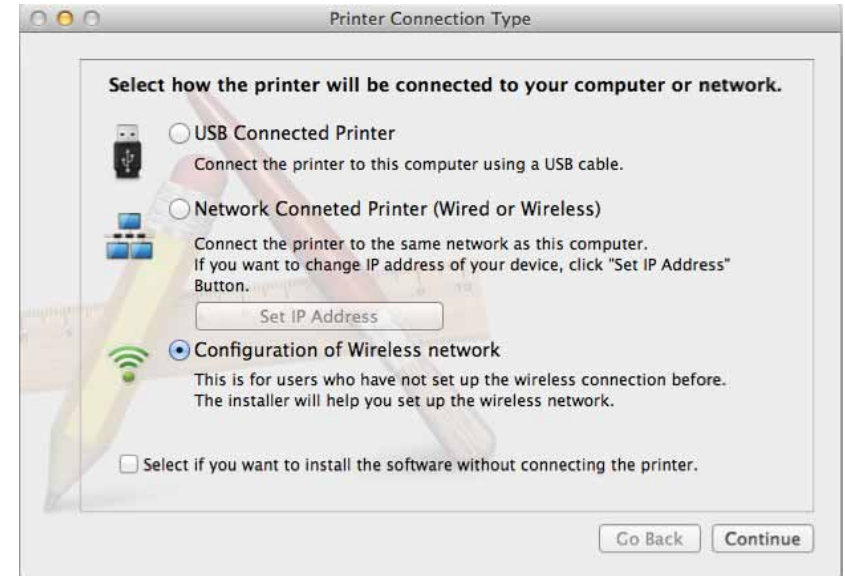 Printer Connection Type
Select how the printer will be connected to your computer or network.
USB Connected Printer
Connect the printer to this computer using a USB cable.
Network Conneted Printer (Wired or Wireless)
Connect the printer to the same network as this computer.
If you want to change IP address of your device, click "Set IP Address"
Button.
Set IP Address
Configuration of Wireless network
This is for users who have not set up the wireless connection before.
The installer will help you set up the wireless network.
Select if you want to install the software without connecting the printer.
Go Back
Continue